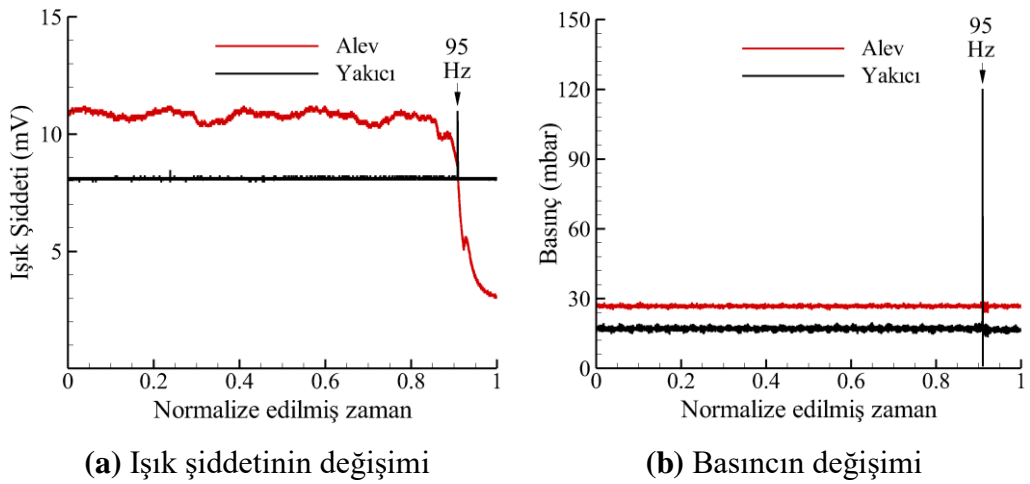 15
10
5
0
0.2
0.4
0.6
0.8
1
Işık Şiddeti (mV)
Normalize edilmiş zaman
Alev
Yakıcı
95
Hz
(a) Işık şiddetinin değişimi
150
120
90
60
30
0
0
0.2
0.4
0.6
0.8
1
Basınç (mbar)
Normalize edilmiş zaman
Alev
Yakıcı
95
Hz
(b) Basıncın değişimi